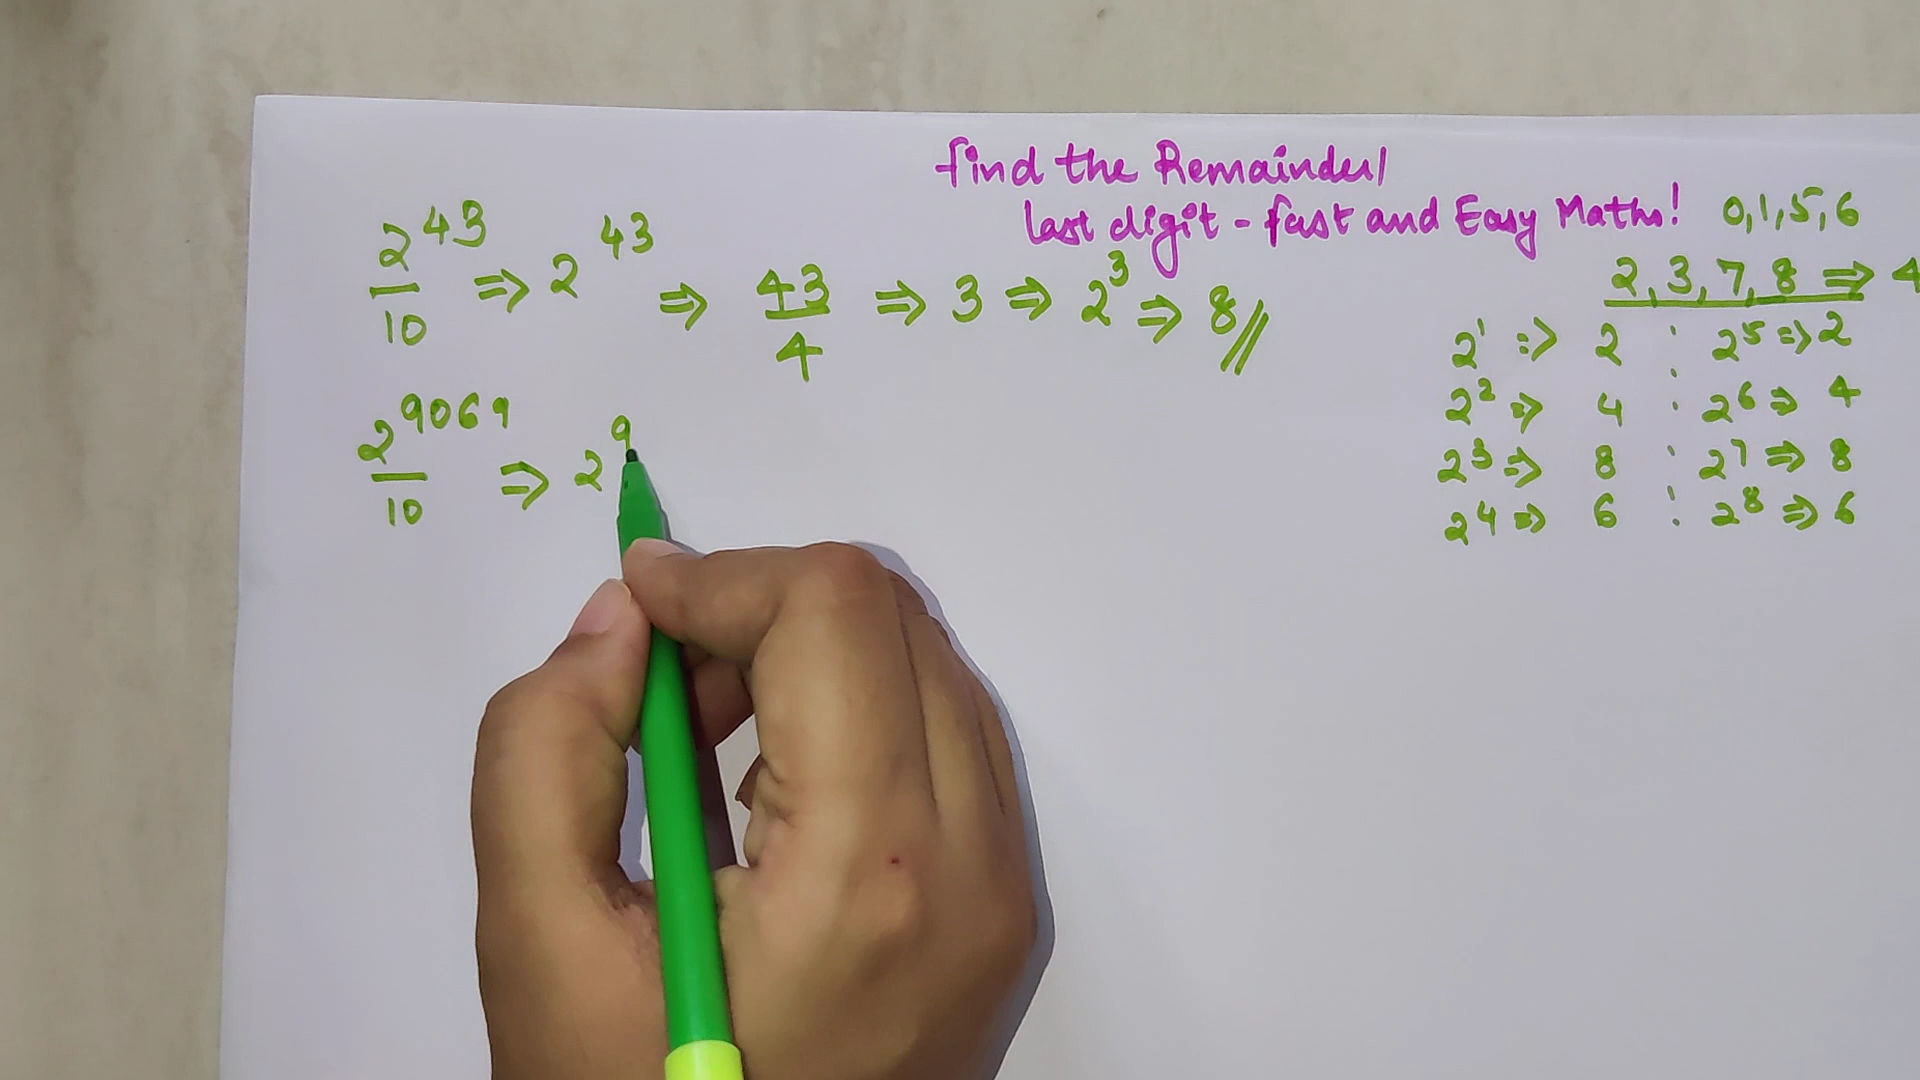 find the Remainder/
last digit - fast and Easy Maths!
0,1,5,6
2,3,7,8 ⇒ 4
2^43/10 ⇒ 2^43 ⇒ 43/4 ⇒ 3 ⇒ 2^3 ⇒ 8//
2^9069/10 ⇒ 2^9
2^1 => 2 : 2^5 => 2
2^2 => 4 : 2^6 => 4
2^3 => 8 : 2^7 => 8
2^4 => 6 : 2^8 => 6